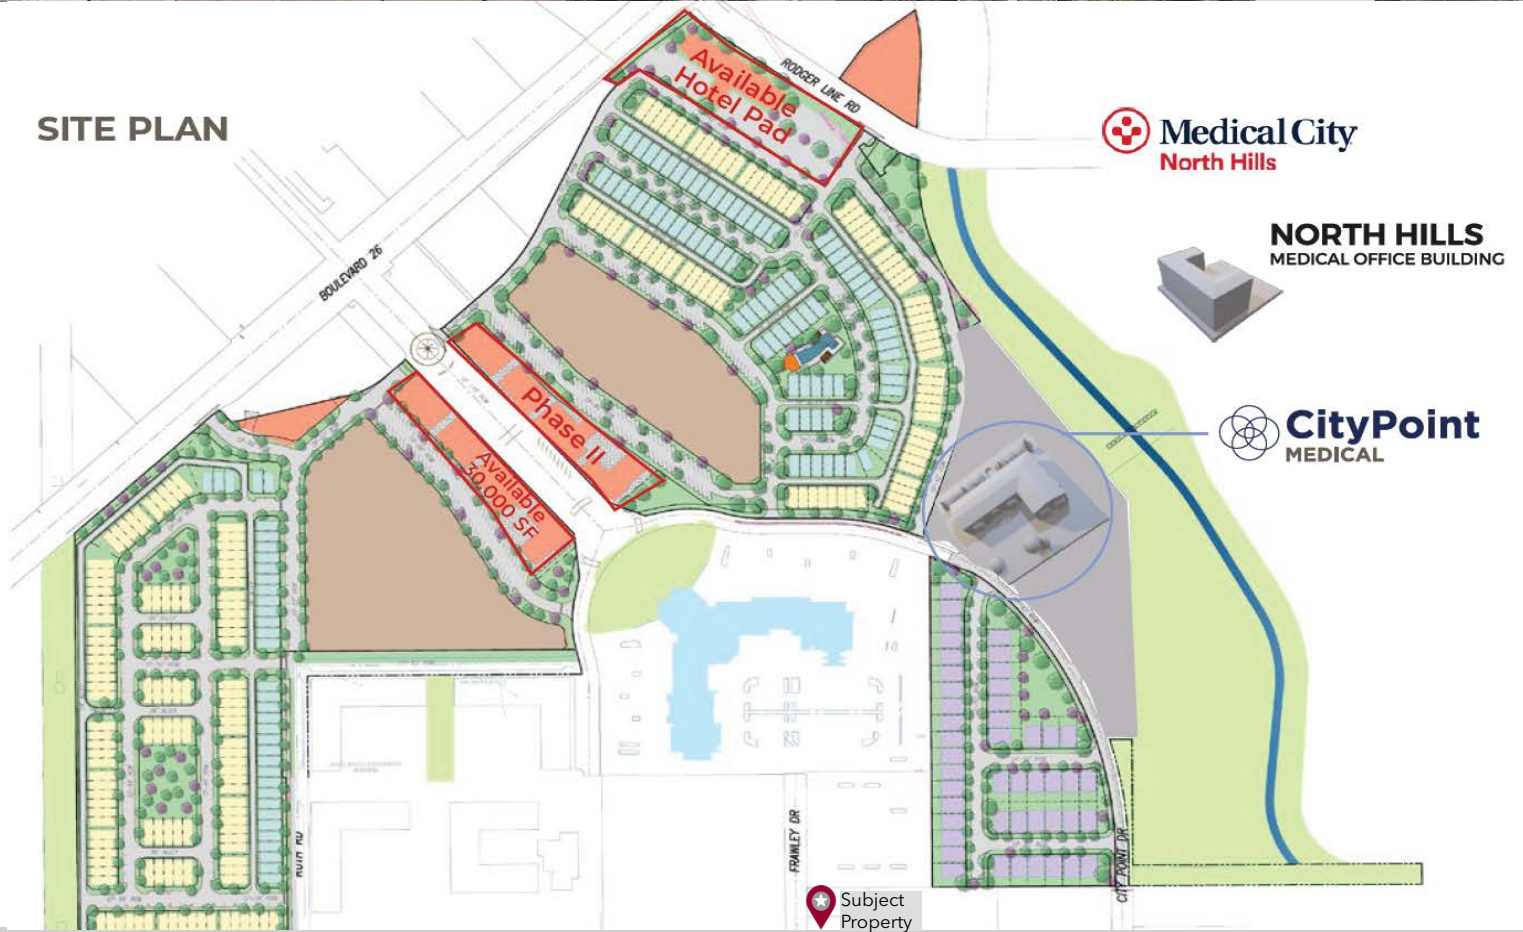 SITE PLAN
Available
Hotel Pad
RODGER LINE RD
Medical City
North Hills
NORTH HILLS
MEDICAL OFFICE BUILDING
BOULEVARD 26
Phase II
Available
30,000 SF
CityPoint
MEDICAL
RUTH RD
FRAWLEY DR
CITY POINT DR
Subject
Property